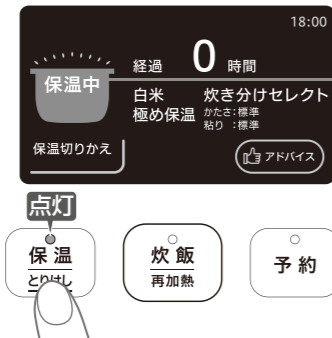 18:00
経過 0 時間
保温中
白米 炊き分けセレクト
極め保温 かたさ:標準
粘り :標準
保温切りかえ
アドバイス
点灯
保温 炊飯 予約
とりけし 再加熱